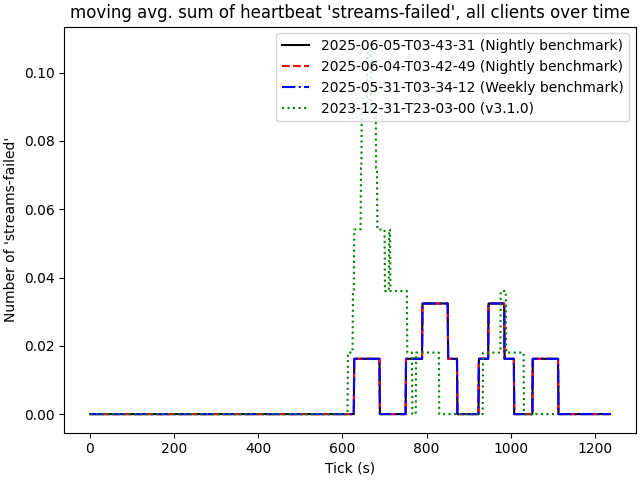 moving avg. sum of heartbeat 'streams-failed', all clients over time
2025-06-05-T03-43-31 (Nightly benchmark)
2025-06-04-T03-42-49 (Nightly benchmark)
2025-05-31-T03-34-12 (Weekly benchmark)
2023-12-31-T23-03-00 (v3.1.0)
Number of 'streams-failed'
0.10
0.08
0.06
0.04
0.02
0.00
0 200 400 600 800 1000 1200
Tick (s)